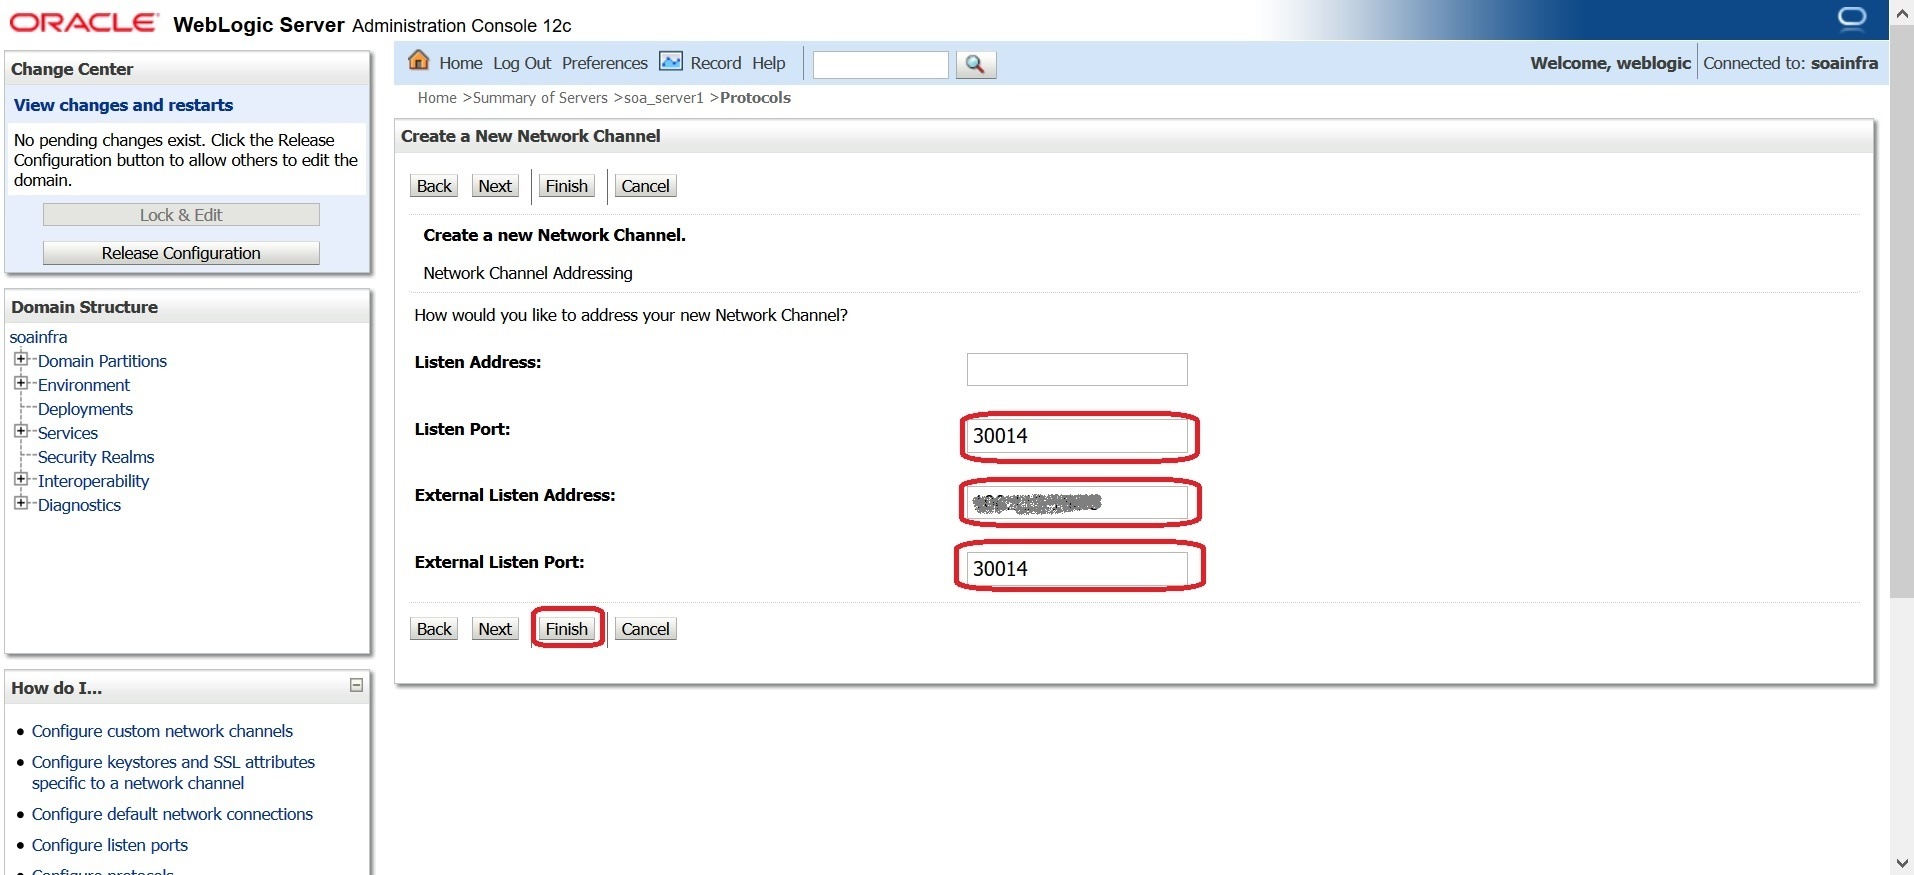 ORACLE WebLogic Server Administration Console 12c
Change Center
View changes and restarts
No pending changes exist. Click the Release
Configuration button to allow others to edit the
domain.
Lock & Edit
Release Configuration
Domain Structure
soainfra
Domain Partitions
Environment
Deployments
Services
Security Realms
Interoperability
Diagnostics
How do I...
Configure custom network channels
Configure keystores and SSL attributes
specific to a network channel
Configure default network connections
Configure listen ports
Configure protocols
Home Log Out Preferences Record Help
Welcome, weblogic Connected to: soainfra
Home >Summary of Servers >soa_server1 >Protocols
Create a New Network Channel
Back Next Finish Cancel
Create a new Network Channel.
Network Channel Addressing
How would you like to address your new Network Channel?
Listen Address:
Listen Port: 30014
External Listen Address:
External Listen Port: 30014
Back Next Finish Cancel